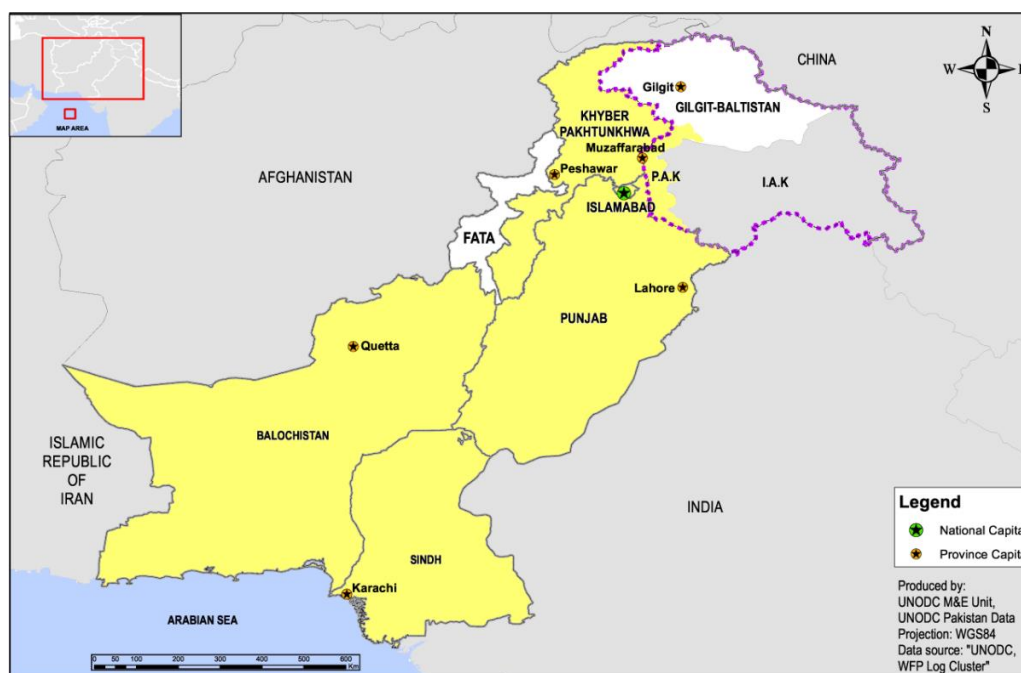 MAP AREA
N
W
S
CHINA
Gilgit
GILGIT-BALTISTAN
KHYBER
PAKHTUNKHWA
Muzaffarabad
AFGHANISTAN
Peshawar
P.A.K
I.A.K
ISLAMABAD
FATA
Lahore
PUNJAB
Quetta
BALOCHISTAN
ISLAMIC
REPUBLIC
OF
IRAN
INDIA
SINDH
Karachi
ARABIAN SEA
0 50 100 200 300 400 500 600
Km
Legend
National Capita
Province Capita
Produced by:
UNODC M&E Unit,
UNODC Pakistan Data
Projection: WGS84
Data source: "UNODC,
WFP Log Cluster"